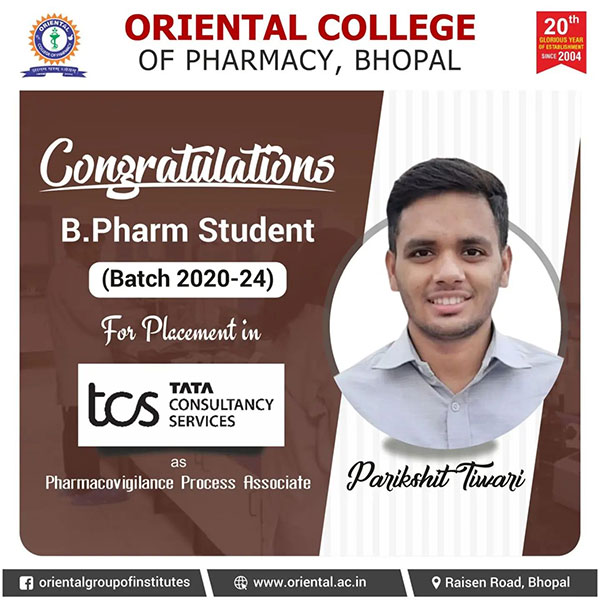 ORIENTAL COLLEGE
OF PHARMACY, BHOPAL
ORIENTAL
20th
GLORIOUS YEAR
OF ESTABLISHMENT
SINCE 2004
Congratulations
B.Pharm Student
(Batch 2020-24)
For Placement in
tcs TATA
CONSULTANCY
SERVICES
as
Pharmacovigilance Process Associate
Parikshit Tiwari
orientalgroupofinstitutes
www.oriental.ac.in
Raisen Road, Bhopal